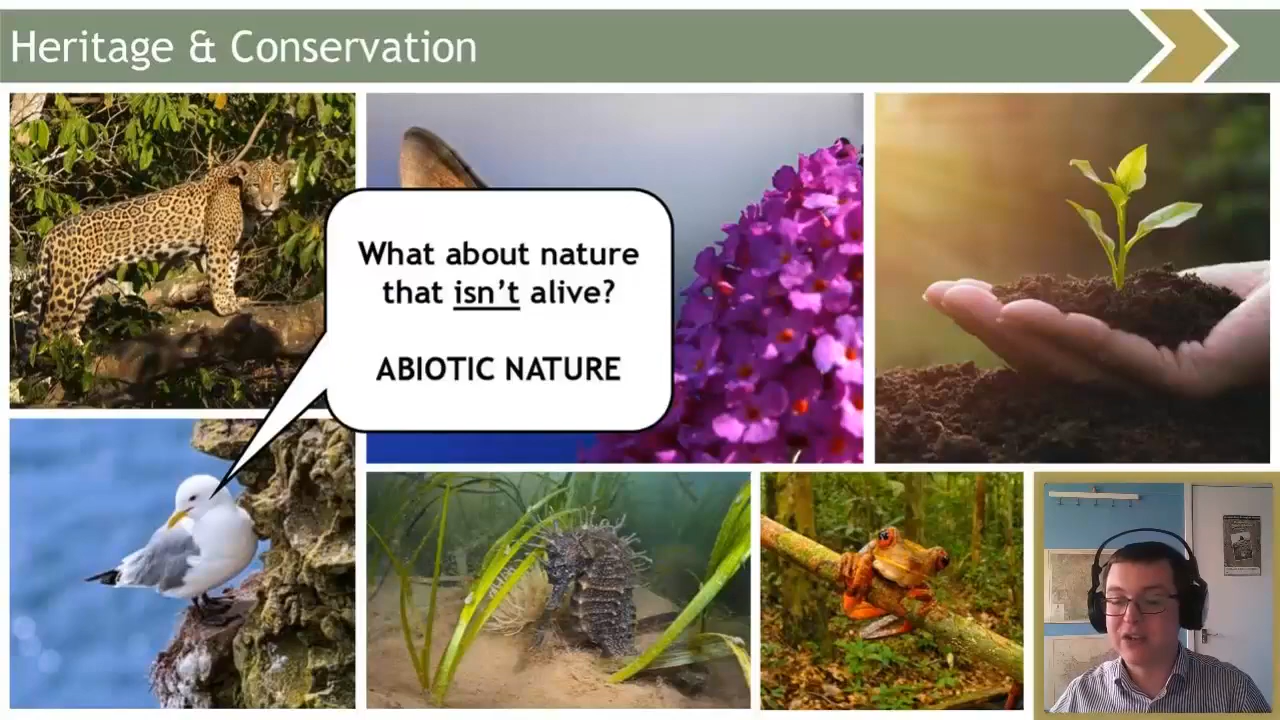 Heritage & Conservation
What about nature
that isn't alive?
ABIOTIC NATURE